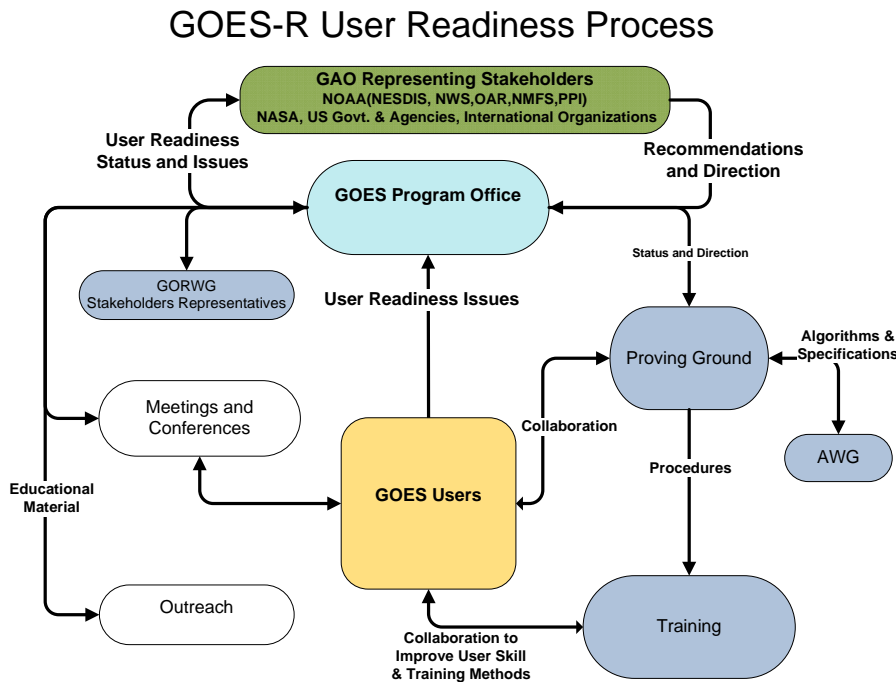 GOES-R User Readiness Process
GAO Representing Stakeholders
NOAA(NESDIS, NWS,OAR,NMFS,PPI)
NASA, US Govt. & Agencies, International Organizations
User Readiness
Status and Issues
Recommendations
and Direction
GOES Program Office
Status and Direction
GORWG
Stakeholders Representatives
User Readiness Issues
Algorithms &
Specifications
Proving Ground
Meetings and
Conferences
Collaboration
AWG
Procedures
Educational
Material
GOES Users
Outreach
Training
Collaboration to
Improve User Skill
& Training Methods